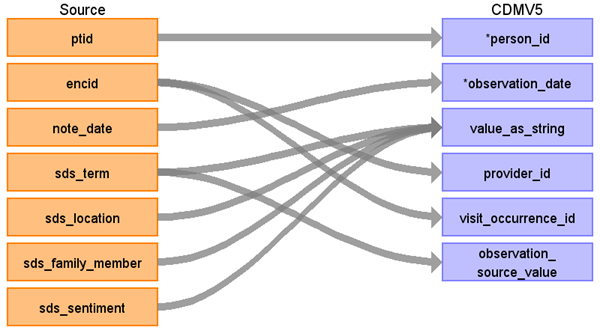 Source CDMV5
ptid *person_id
encid *observation_date
note_date value_as_string
sds_term provider_id
sds_location visit_occurrence_id
sds_family_member observation_
source_value
sds_sentiment